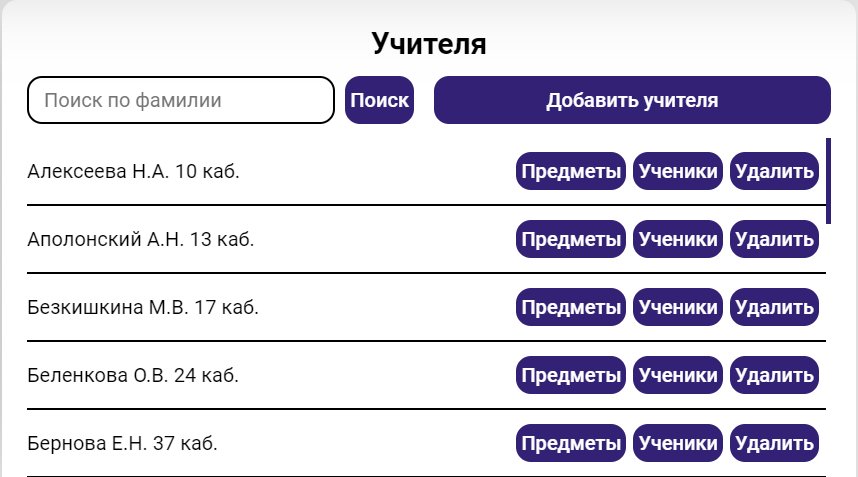 Учителя
Поиск по фамилии Поиск Добавить учителя
Алексеева Н.А. 10 каб. Предметы Ученики Удалить
Аполонский А.Н. 13 каб. Предметы Ученики Удалить
Безкишкина М.В. 17 каб. Предметы Ученики Удалить
Беленкова О.В. 24 каб. Предметы Ученики Удалить
Бернова Е.Н. 37 каб. Предметы Ученики Удалить